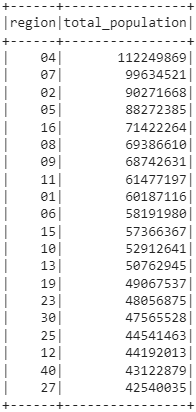 +------+----------------+
|region|total_population|
+------+----------------+
|    04|       112249869|
|    07|        99634521|
|    02|        90271668|
|    05|        88272385|
|    16|        71422264|
|    08|        69386610|
|    09|        68742631|
|    11|        61477197|
|    01|        60187116|
|    06|        58191980|
|    15|        57366367|
|    10|        52912641|
|    13|        50762945|
|    19|        49067537|
|    23|        48056875|
|    30|        47565528|
|    25|        44541463|
|    12|        44192013|
|    40|        43122879|
|    27|        42540035|
+------+----------------+